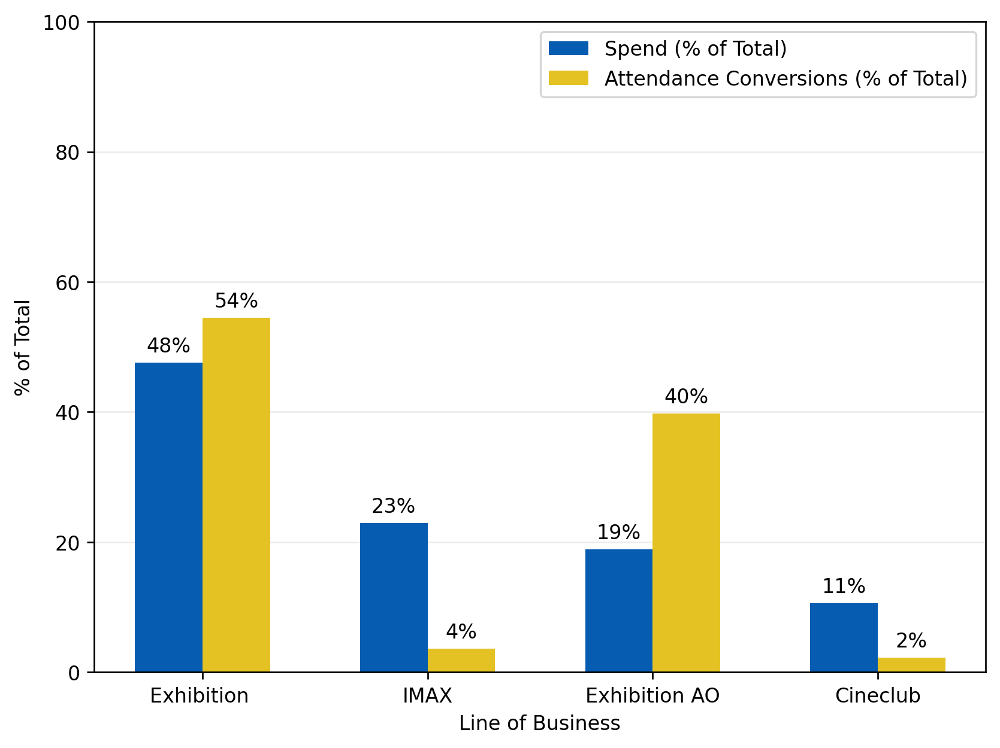 100
80
60
40
20
0
% of Total
Spend (% of Total)
Attendance Conversions (% of Total)
48%
54%
23%
4%
19%
40%
11%
2%
Exhibition
IMAX
Exhibition AO
Cineclub
Line of Business